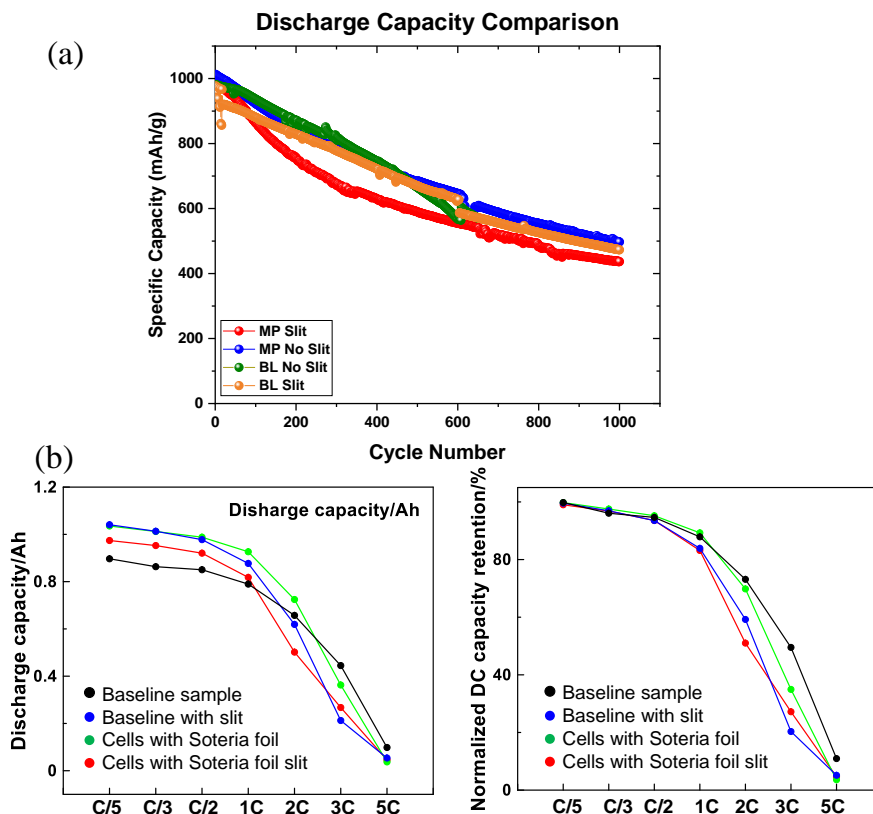 Discharge Capacity Comparison
(a)
Specific Capacity (mAh/g)
1000
800
600
400
200
0
MP Slit
MP No Slit
BL No Slit
BL Slit
0 200 400 600 800 1000
Cycle Number
(b)
Discharge capacity/Ah
1.2
0.8
0.4
0
Disharge capacity/Ah
Baseline sample
Baseline with slit
Cells with Soteria foil
Cells with Soteria foil slit
C/5 C/3 C/2 1C 2C 3C 5C
Normalized DC capacity retention/%
80
40
0
Baseline sample
Baseline with slit
Cells with Soteria foil
Cells with Soteria foil slit
C/5 C/3 C/2 1C 2C 3C 5C